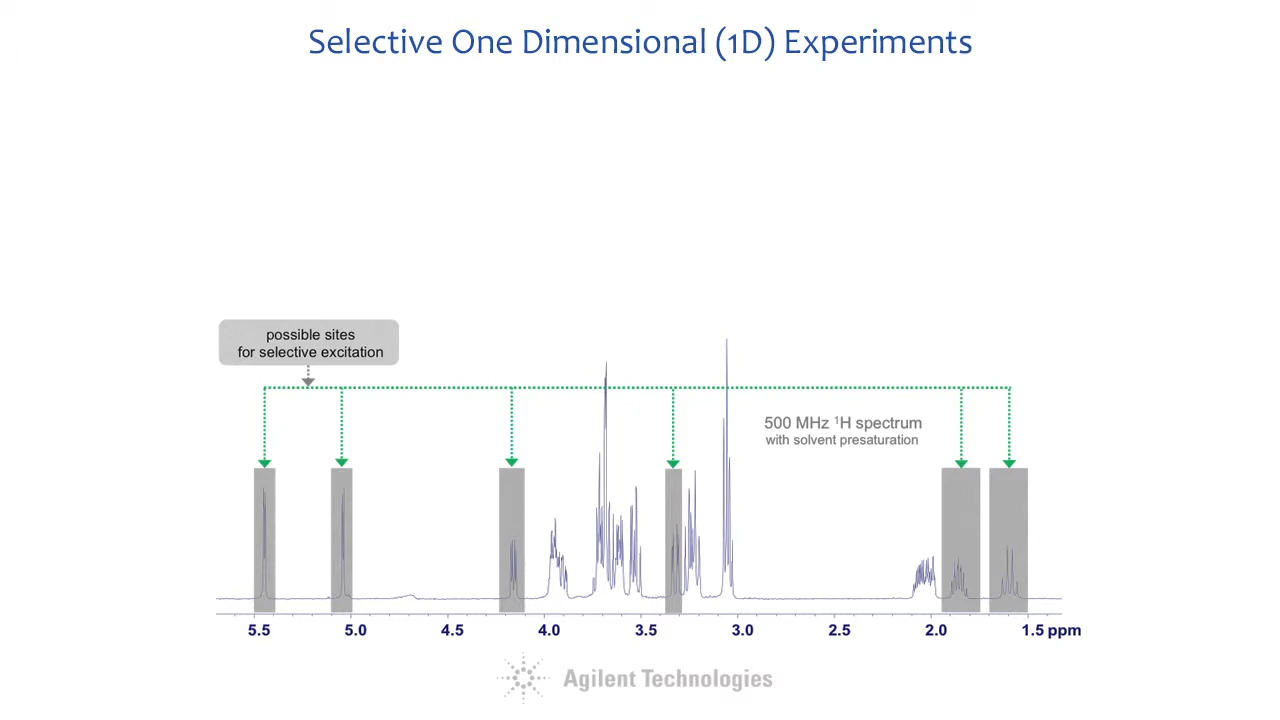 Selective One Dimensional (1D) Experiments
possible sites
for selective excitation
500 MHz ¹H spectrum
with solvent presaturation
5.5 5.0 4.5 4.0 3.5 3.0 2.5 2.0 1.5 ppm
Agilent Technologies